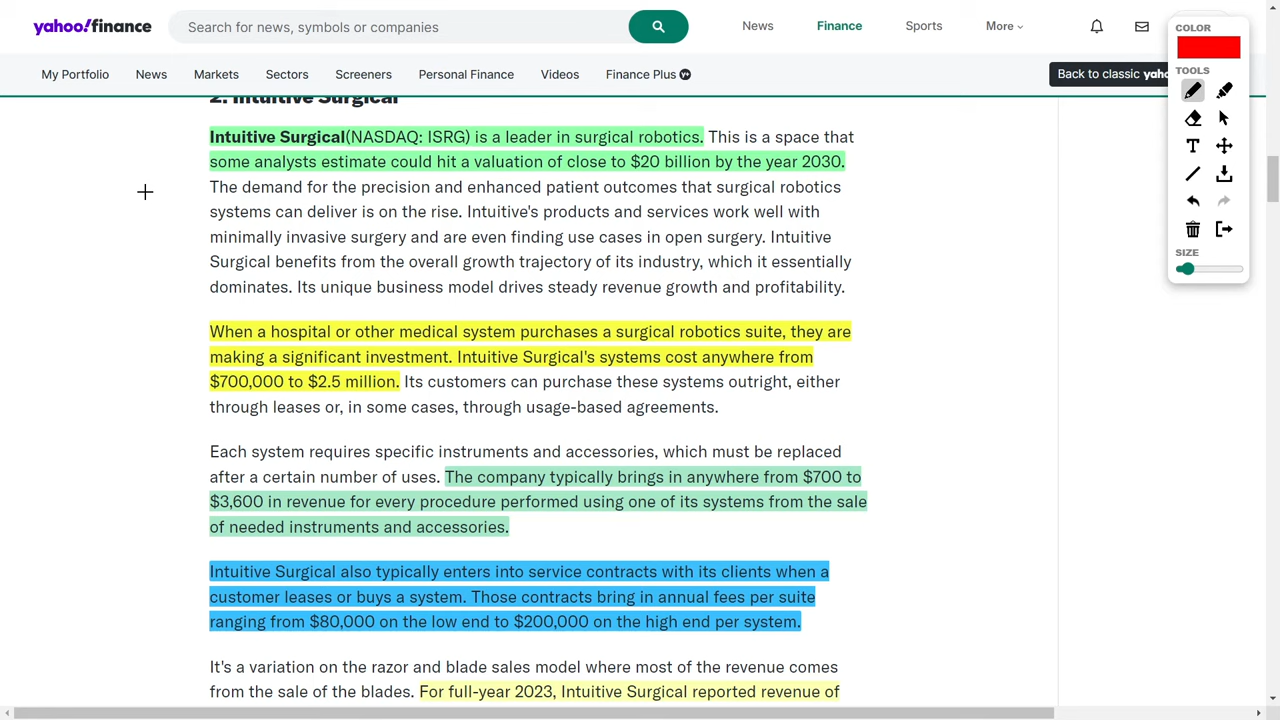 yahoo!finance
Search for news, symbols or companies
News
Finance
Sports
More
COLOR
My Portfolio
News
Markets
Sectors
Screeners
Personal Finance
Videos
Finance Plus
Back to classic yaho
TOOLS
T
SIZE
2. Intuitive Surgical
Intuitive Surgical(NASDAQ: ISRG) is a leader in surgical robotics. This is a space that
some analysts estimate could hit a valuation of close to $20 billion by the year 2030.
The demand for the precision and enhanced patient outcomes that surgical robotics
systems can deliver is on the rise. Intuitive's products and services work well with
minimally invasive surgery and are even finding use cases in open surgery. Intuitive
Surgical benefits from the overall growth trajectory of its industry, which it essentially
dominates. Its unique business model drives steady revenue growth and profitability.
When a hospital or other medical system purchases a surgical robotics suite, they are
making a significant investment. Intuitive Surgical's systems cost anywhere from
$700,000 to $2.5 million. Its customers can purchase these systems outright, either
through leases or, in some cases, through usage-based agreements.
Each system requires specific instruments and accessories, which must be replaced
after a certain number of uses. The company typically brings in anywhere from $700 to
$3,600 in revenue for every procedure performed using one of its systems from the sale
of needed instruments and accessories.
Intuitive Surgical also typically enters into service contracts with its clients when a
customer leases or buys a system. Those contracts bring in annual fees per suite
ranging from $80,000 on the low end to $200,000 on the high end per system.
It's a variation on the razor and blade sales model where most of the revenue comes
from the sale of the blades. For full-year 2023, Intuitive Surgical reported revenue of